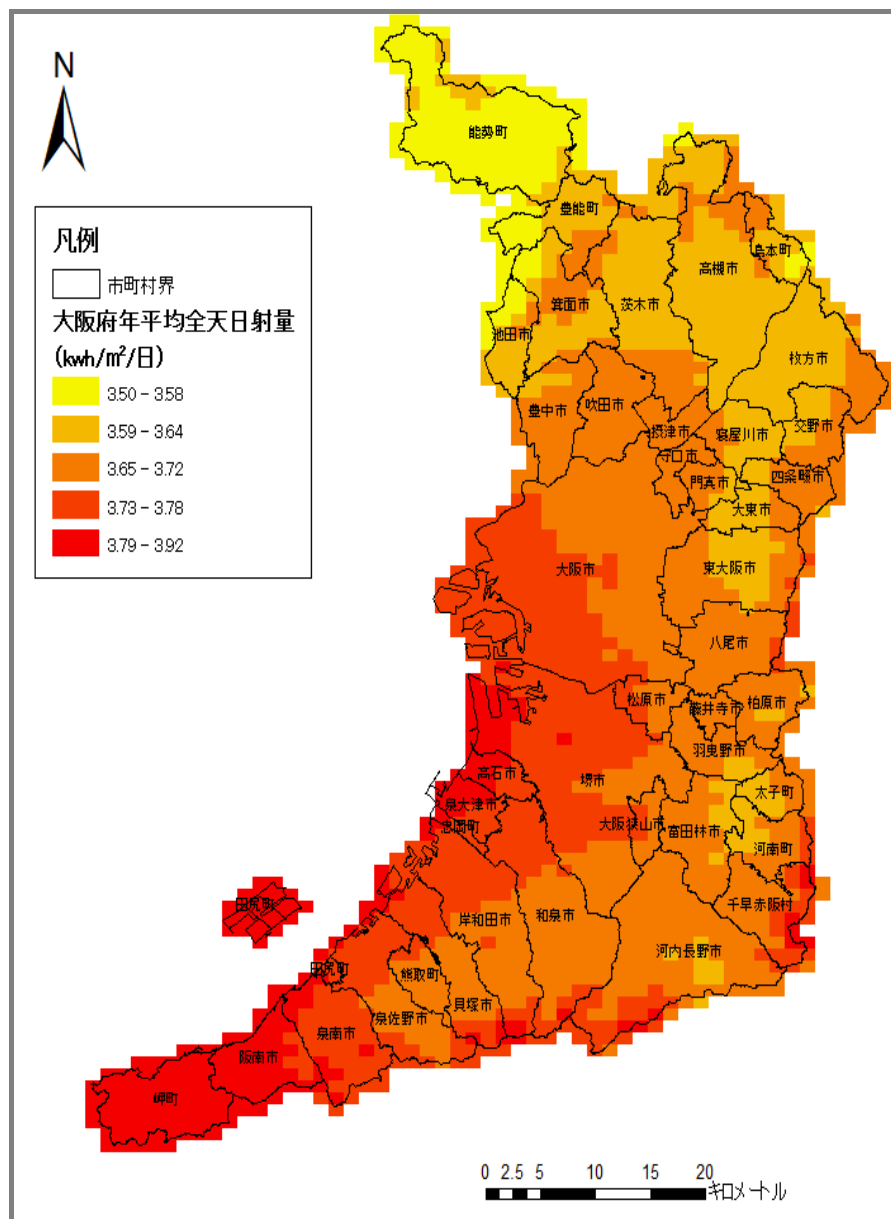 N
凡例
市町村界
大阪府年平均全天日射量
(kwh/m²/日)
3.50 - 3.58
3.59 - 3.64
3.65 - 3.72
3.73 - 3.78
3.79 - 3.92
能勢町
豊能町
島本町
高槻市
箕面市
茨木市
池田市
枚方市
豊中市
吹田市
摂津市
寝屋川市
交野市
守口市
門真市
四条畷市
大東市
大阪市
東大阪市
八尾市
松原市
藤井寺市
柏原市
羽曳野市
高石市
堺市
太子町
泉大津市
忠岡町
大阪狭山市
富田林市
河南町
千早赤阪村
田尻町
岸和田市
和泉市
河内長野市
田尻町
熊取町
貝塚市
泉佐野市
泉南市
阪南市
岬町
0 2.5 5 10 15 20
キロメートル